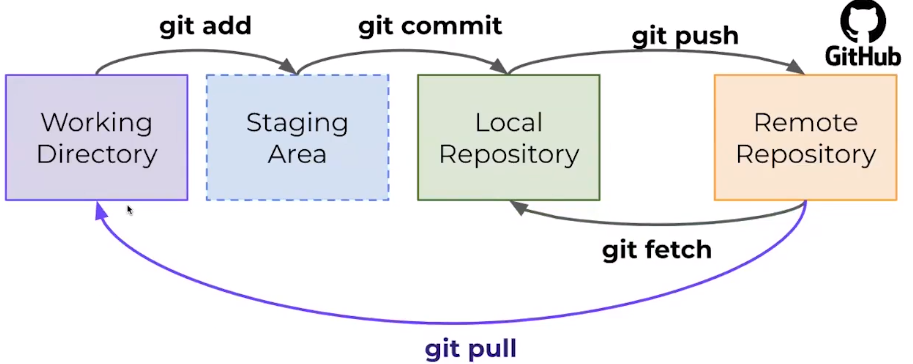 git add
git commit
git push
GitHub
Working
Directory
Staging
Area
Local
Repository
Remote
Repository
git fetch
git pull